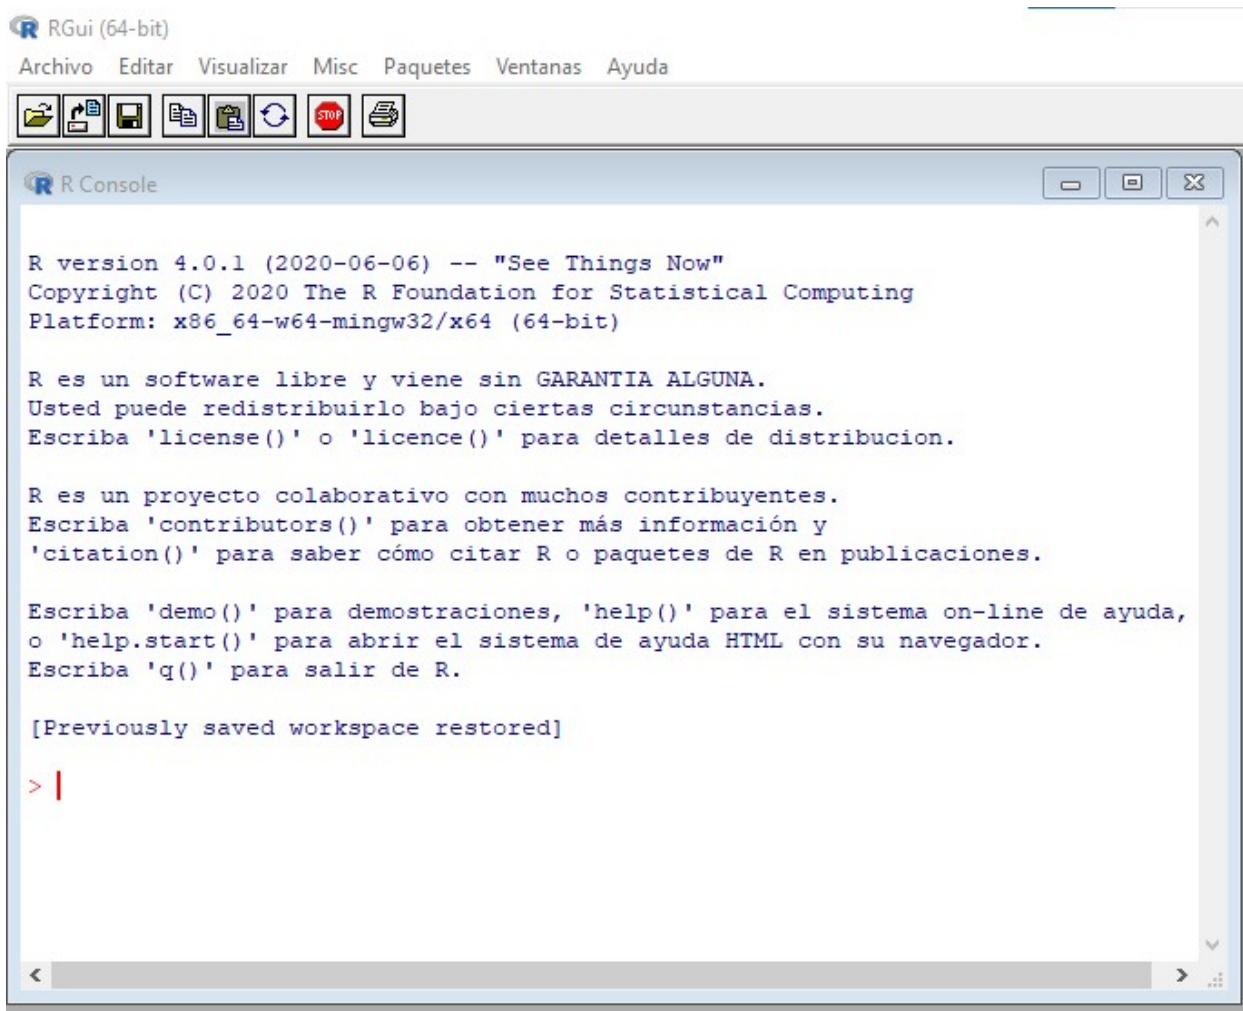 RGui (64-bit)
Archivo Editar Visualizar Misc Paquetes Ventanas Ayuda
STOP
R Console
R version 4.0.1 (2020-06-06) -- "See Things Now"
Copyright (C) 2020 The R Foundation for Statistical Computing
Platform: x86_64-w64-mingw32/x64 (64-bit)
R es un software libre y viene sin GARANTIA ALGUNA.
Usted puede redistribuirlo bajo ciertas circunstancias.
Escriba 'license()' o 'licence()' para detalles de distribucion.
R es un proyecto colaborativo con muchos contribuyentes.
Escriba 'contributors()' para obtener más información y
'citation()' para saber cómo citar R o paquetes de R en publicaciones.
Escriba 'demo()' para demostraciones, 'help()' para el sistema on-line de ayuda,
o 'help.start()' para abrir el sistema de ayuda HTML con su navegador.
Escriba 'q()' para salir de R.
[Previously saved workspace restored]
>